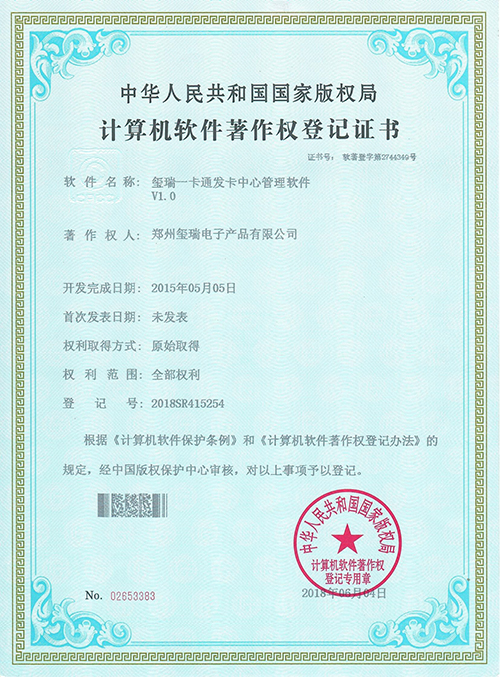 中华人民共和国国家版权局
计算机软件著作权登记证书
证书号： 软著登字第2744349号
软件名称： 玺瑞一卡通发卡中心管理软件
V1.0
著作权人： 郑州玺瑞电子产品有限公司
开发完成日期： 2015年05月05日
首次发表日期： 未发表
权利取得方式： 原始取得
权利范围： 全部权利
登记号： 2018SR415254
根据《计算机软件保护条例》和《计算机软件著作权登记办法》的
规定，经中国版权保护中心审核，对以上事项予以登记。
中华人民共和国国家版权局
计算机软件著作权
登记专用章
No. 02653383
2018年06月04日